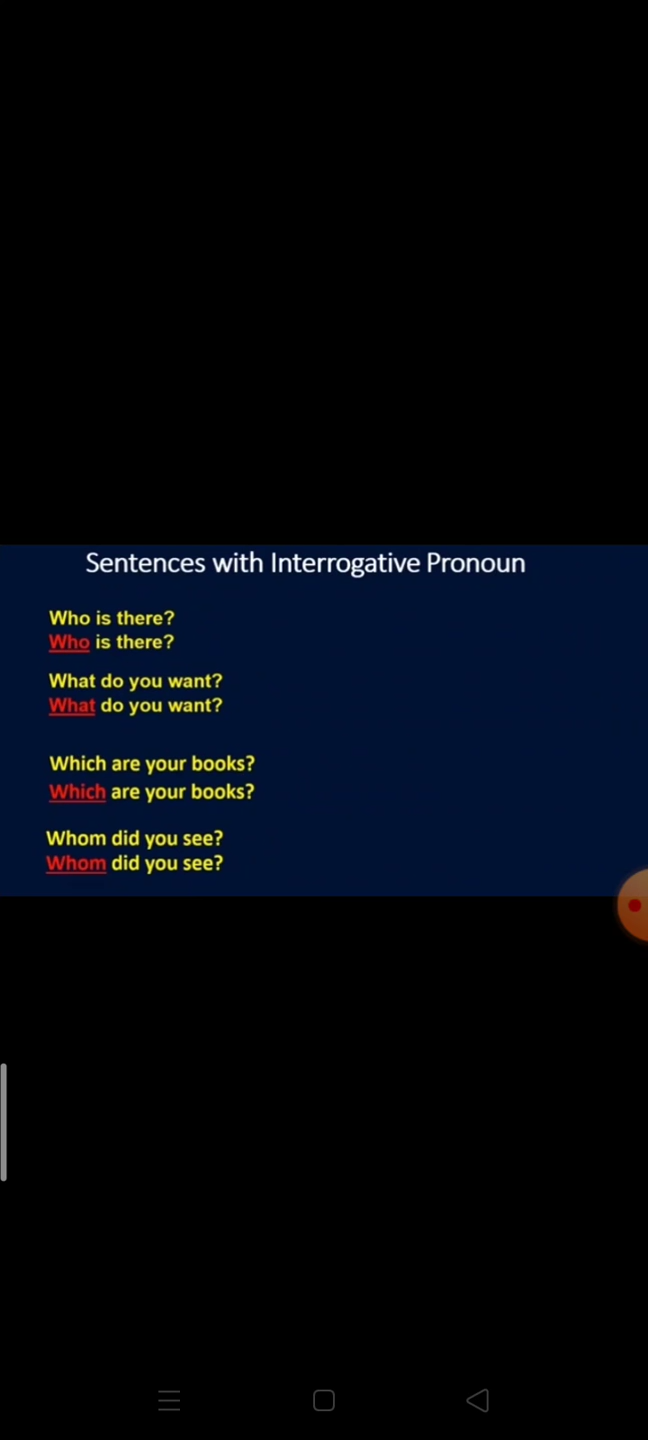 Sentences with Interrogative Pronoun
Who is there?
Who is there?
What do you want?
What do you want?
Which are your books?
Which are your books?
Whom did you see?
Whom did you see?